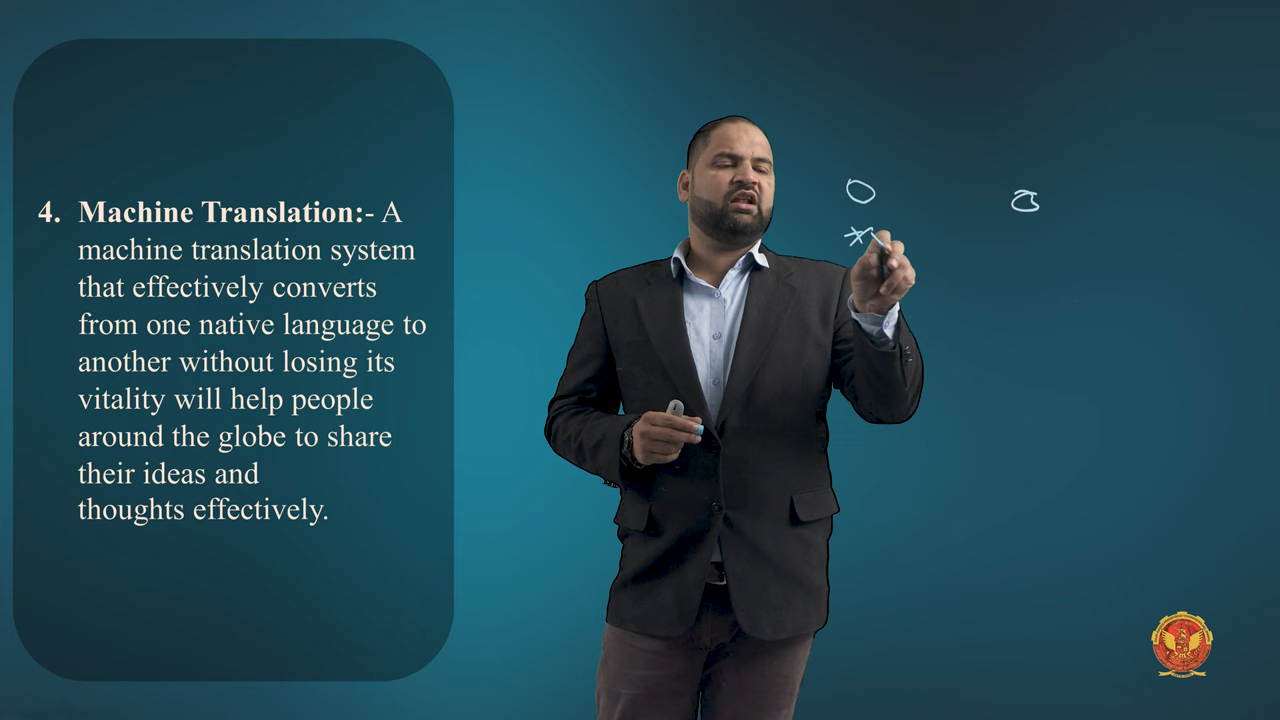 4. Machine Translation:- A
machine translation system
that effectively converts
from one native language to
another without losing its
vitality will help people
around the globe to share
their ideas and
thoughts effectively.